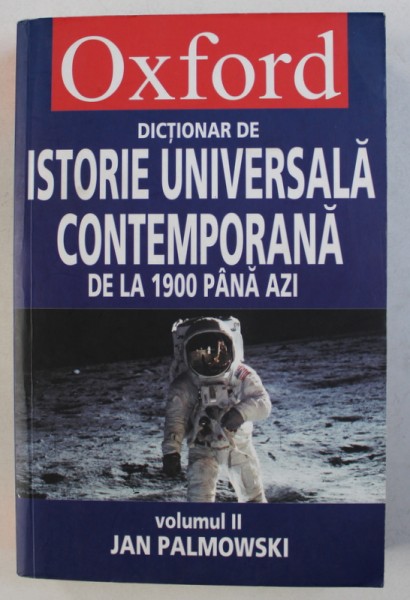 Oxford
DICȚIONAR DE
ISTORIE UNIVERSALĂ
CONTEMPORANĂ
DE LA 1900 PÂNĂ AZI
volumul II
JAN PALMOWSKI